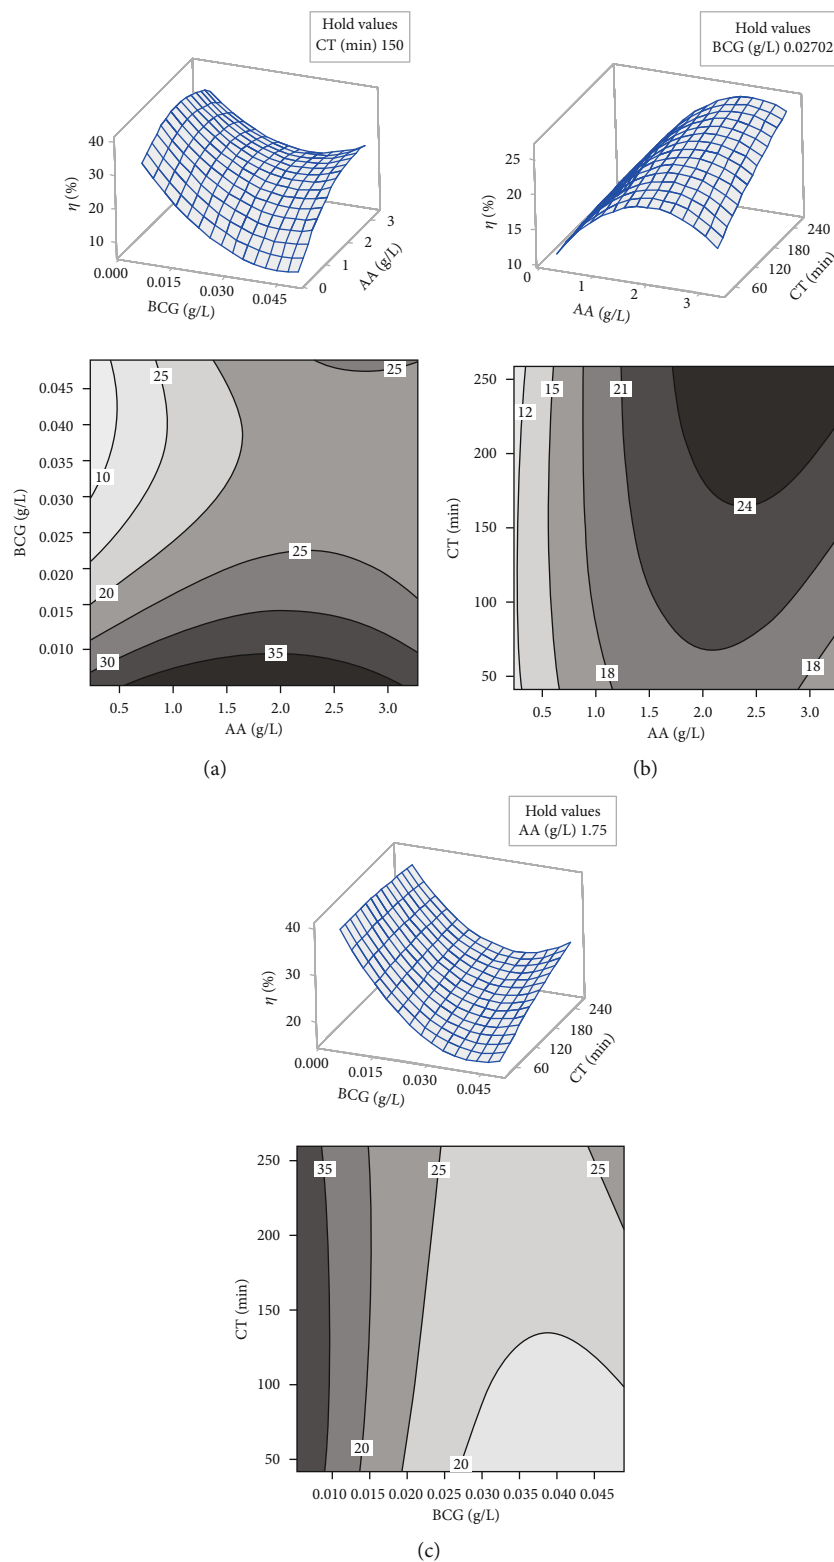 Hold values
CT (min) 150
40
30
20
10
η (%)
0.000
0.015
0.030
0.045
BCG (g/L)
0
1
2
3
AA (g/L)
Hold values
BCG (g/L) 0.02702
25
20
15
10
η (%)
0
1
2
3
AA (g/L)
60
120
180
240
CT (min)
0.045
0.040
0.035
0.030
0.025
0.020
0.015
0.010
BCG (g/L)
25
25
10
25
20
30
35
0.5 1.0 1.5 2.0 2.5 3.0
AA (g/L)
(a)
250
200
150
100
50
CT (min)
15
21
12
24
18
18
0.5 1.0 1.5 2.0 2.5 3.0
AA (g/L)
(b)
Hold values
AA (g/L) 1.75
40
30
20
η (%)
0.000
0.015
0.030
0.045
BCG (g/L)
60
120
180
240
CT (min)
250
200
150
100
50
CT (min)
35
25
25
20
20
0.010 0.015 0.020 0.025 0.030 0.035 0.040 0.045
BCG (g/L)
(c)